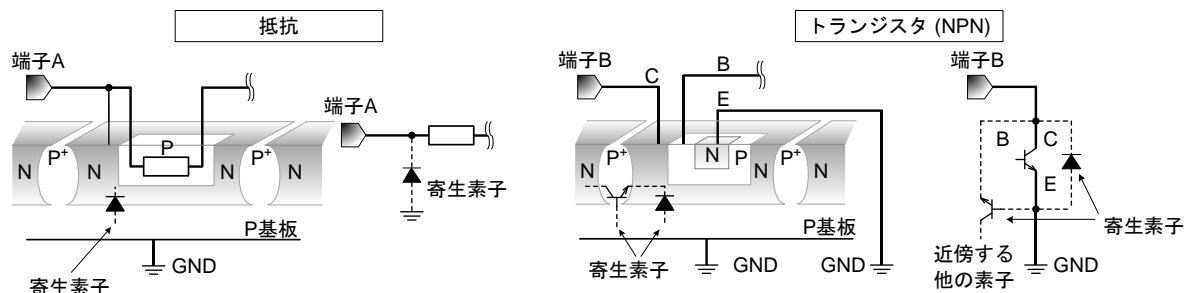 抵抗
トランジスタ (NPN)
端子A
端子A
P
N
P+
N
N
P+
N
寄生素子
P基板
GND
寄生素子
端子B
C
B
E
N
P+
N
N
P
N
P+
N
P基板
寄生素子
GND
GND
端子B
B
C
E
寄生素子
近傍する
他の素子
GND